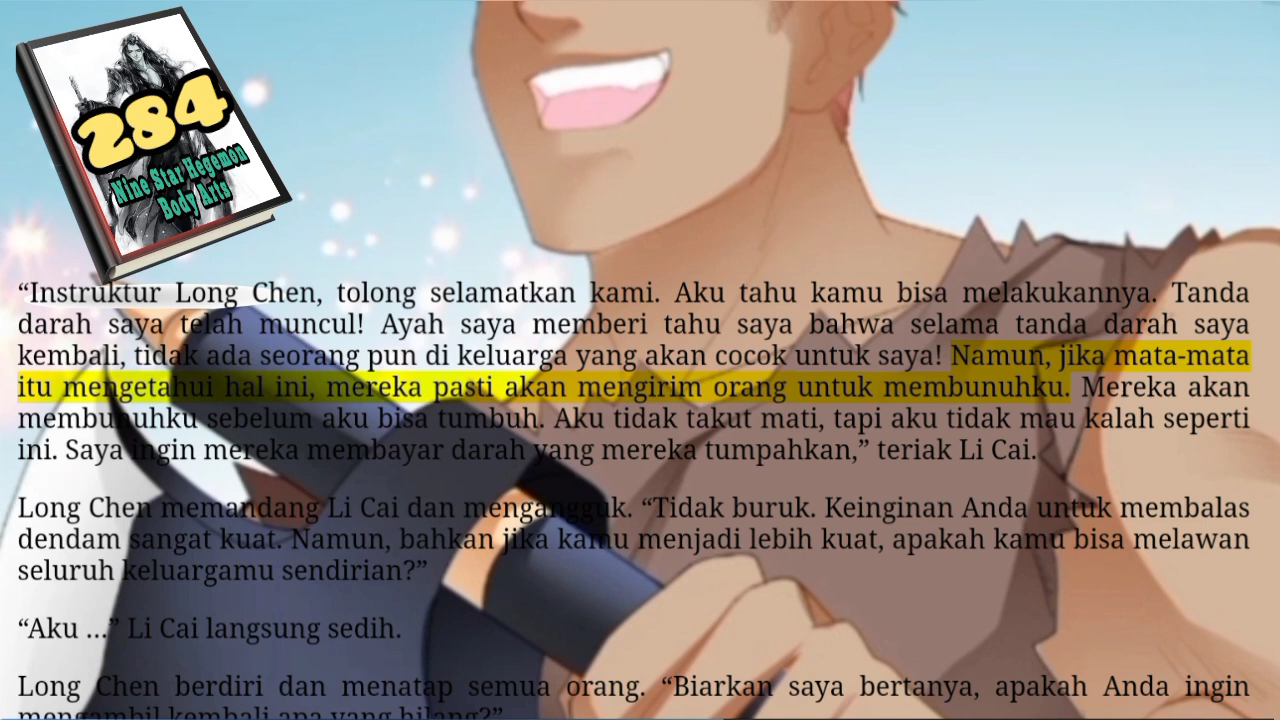 284
Nine Star Hegemon
Body Arts
“Instruktur Long Chen, tolong selamatkan kami. Aku tahu kamu bisa melakukannya. Tanda
darah saya telah muncul! Ayah saya memberi tahu saya bahwa selama tanda darah saya
kembali, tidak ada seorang pun di keluarga yang akan cocok untuk saya! Namun, jika mata-mata
itu mengetahui hal ini, mereka pasti akan mengirim orang untuk membunuhku. Mereka akan
membunuhku sebelum aku bisa tumbuh. Aku tidak takut mati, tapi aku tidak mau kalah seperti
ini. Saya ingin mereka membayar darah yang mereka tumpahkan,” teriak Li Cai.
Long Chen memandang Li Cai dan mengangguk. “Tidak buruk. Keinginan Anda untuk membalas
dendam sangat kuat. Namun, bahkan jika kamu menjadi lebih kuat, apakah kamu bisa melawan
seluruh keluargamu sendirian?”
“Aku …” Li Cai langsung sedih.
Long Chen berdiri dan menatap semua orang. “Biarkan saya bertanya, apakah Anda ingin
mengambil kembali apa yang hilang?”